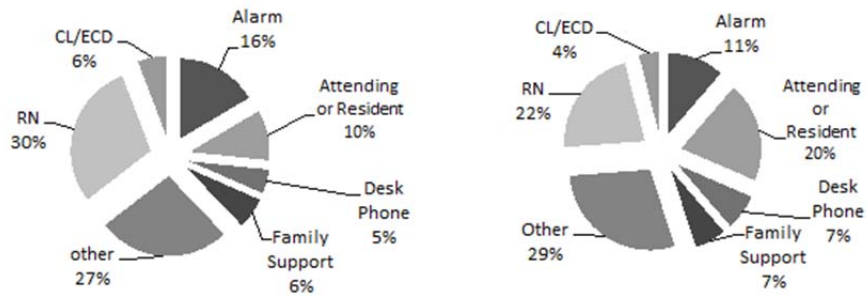 CL/ECD
6%
Alarm
16%
Attending
or Resident
10%
RN
30%
Desk
Phone
5%
other
27%
Family
Support
6%
CL/ECD
4%
Alarm
11%
Attending
or
Resident
20%
RN
22%
Desk
Phone
7%
Other
29%
Family
Support
7%